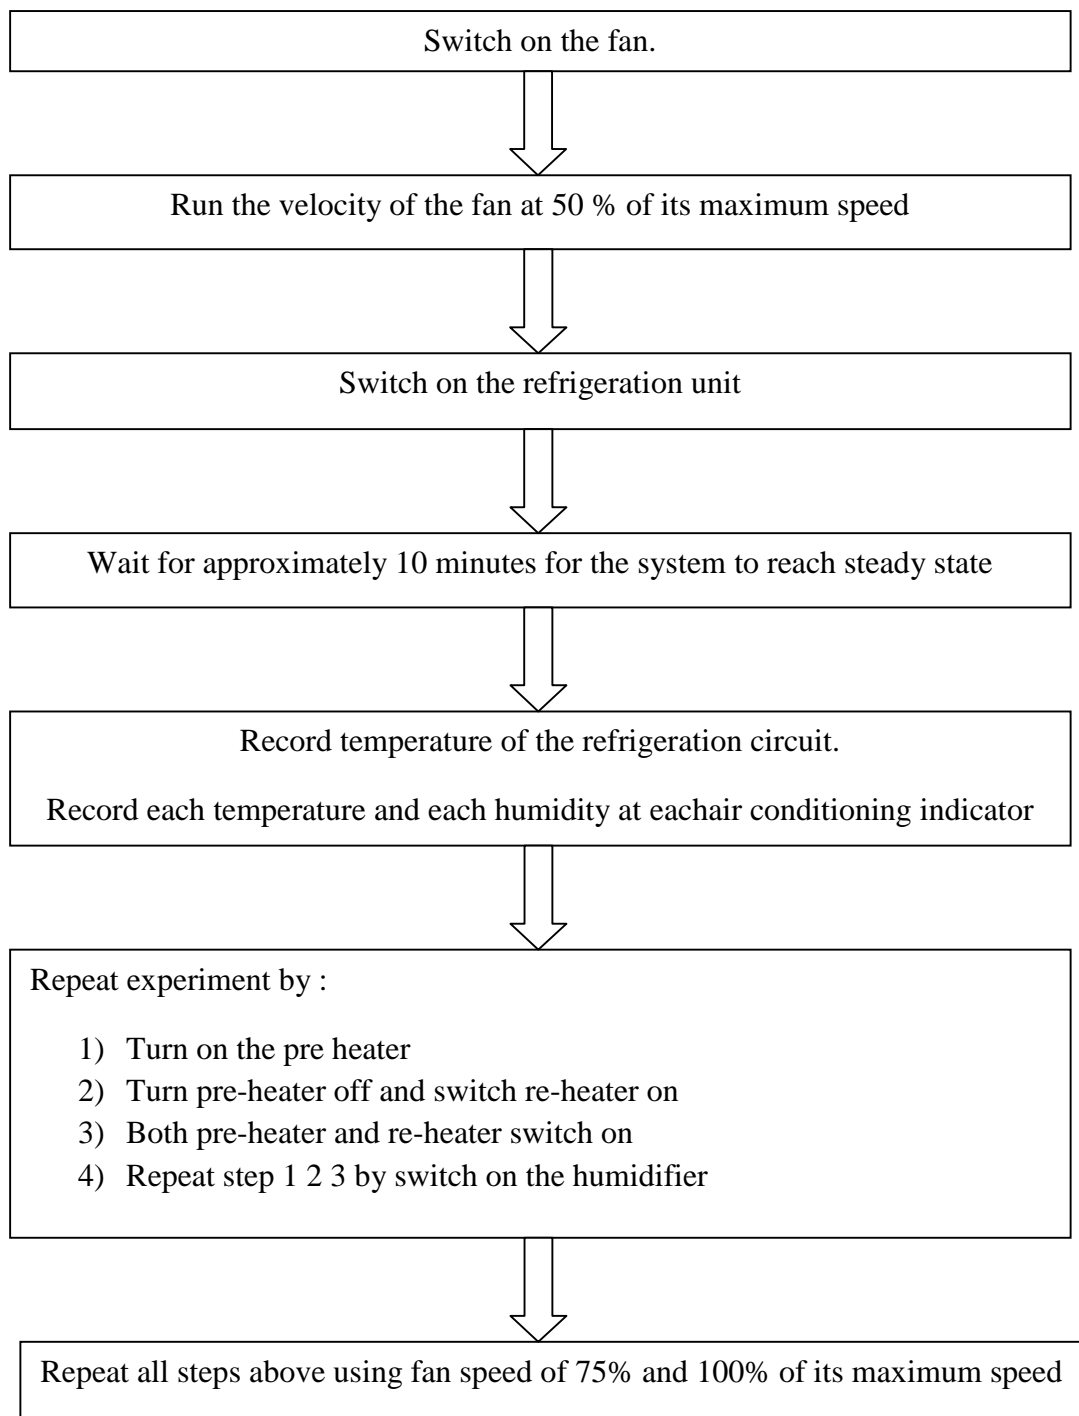 Switch on the fan.
Run the velocity of the fan at 50 % of its maximum speed
Switch on the refrigeration unit
Wait for approximately 10 minutes for the system to reach steady state
Record temperature of the refrigeration circuit.
Record each temperature and each humidity at eachair conditioning indicator
Repeat experiment by :
1) Turn on the pre heater
2) Turn pre-heater off and switch re-heater on
3) Both pre-heater and re-heater switch on
4) Repeat step 1 2 3 by switch on the humidifier
Repeat all steps above using fan speed of 75% and 100% of its maximum speed